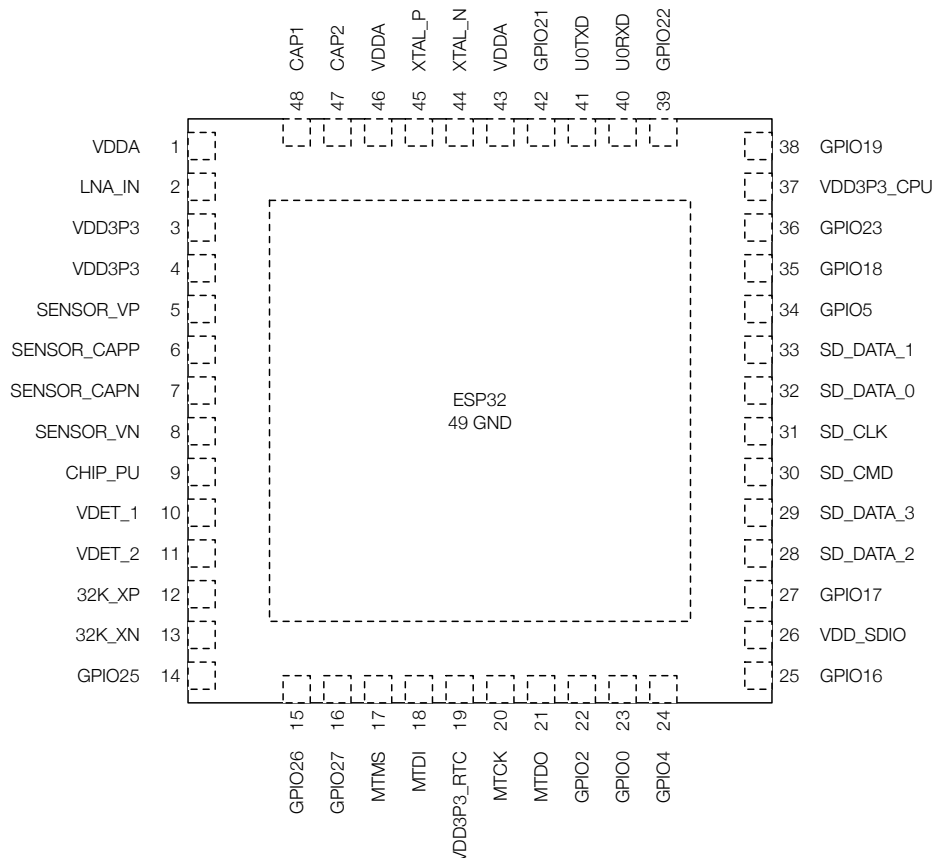 CAP1
CAP2
VDDA
XTAL_P
XTAL_N
VDDA
GPIO21
U0TXD
U0RXD
GPIO22
48
47
46
45
44
43
42
41
40
39
VDDA 1
LNA_IN 2
VDD3P3 3
VDD3P3 4
SENSOR_VP 5
SENSOR_CAPP 6
SENSOR_CAPN 7
SENSOR_VN 8
CHIP_PU 9
VDET_1 10
VDET_2 11
32K_XP 12
32K_XN 13
GPIO25 14
ESP32
49 GND
38 GPIO19
37 VDD3P3_CPU
36 GPIO23
35 GPIO18
34 GPIO5
33 SD_DATA_1
32 SD_DATA_0
31 SD_CLK
30 SD_CMD
29 SD_DATA_3
28 SD_DATA_2
27 GPIO17
26 VDD_SDIO
25 GPIO16
15
16
17
18
19
20
21
22
23
24
GPIO26
GPIO27
MTMS
MTDI
VDD3P3_RTC
MTCK
MTDO
GPIO2
GPIO0
GPIO4